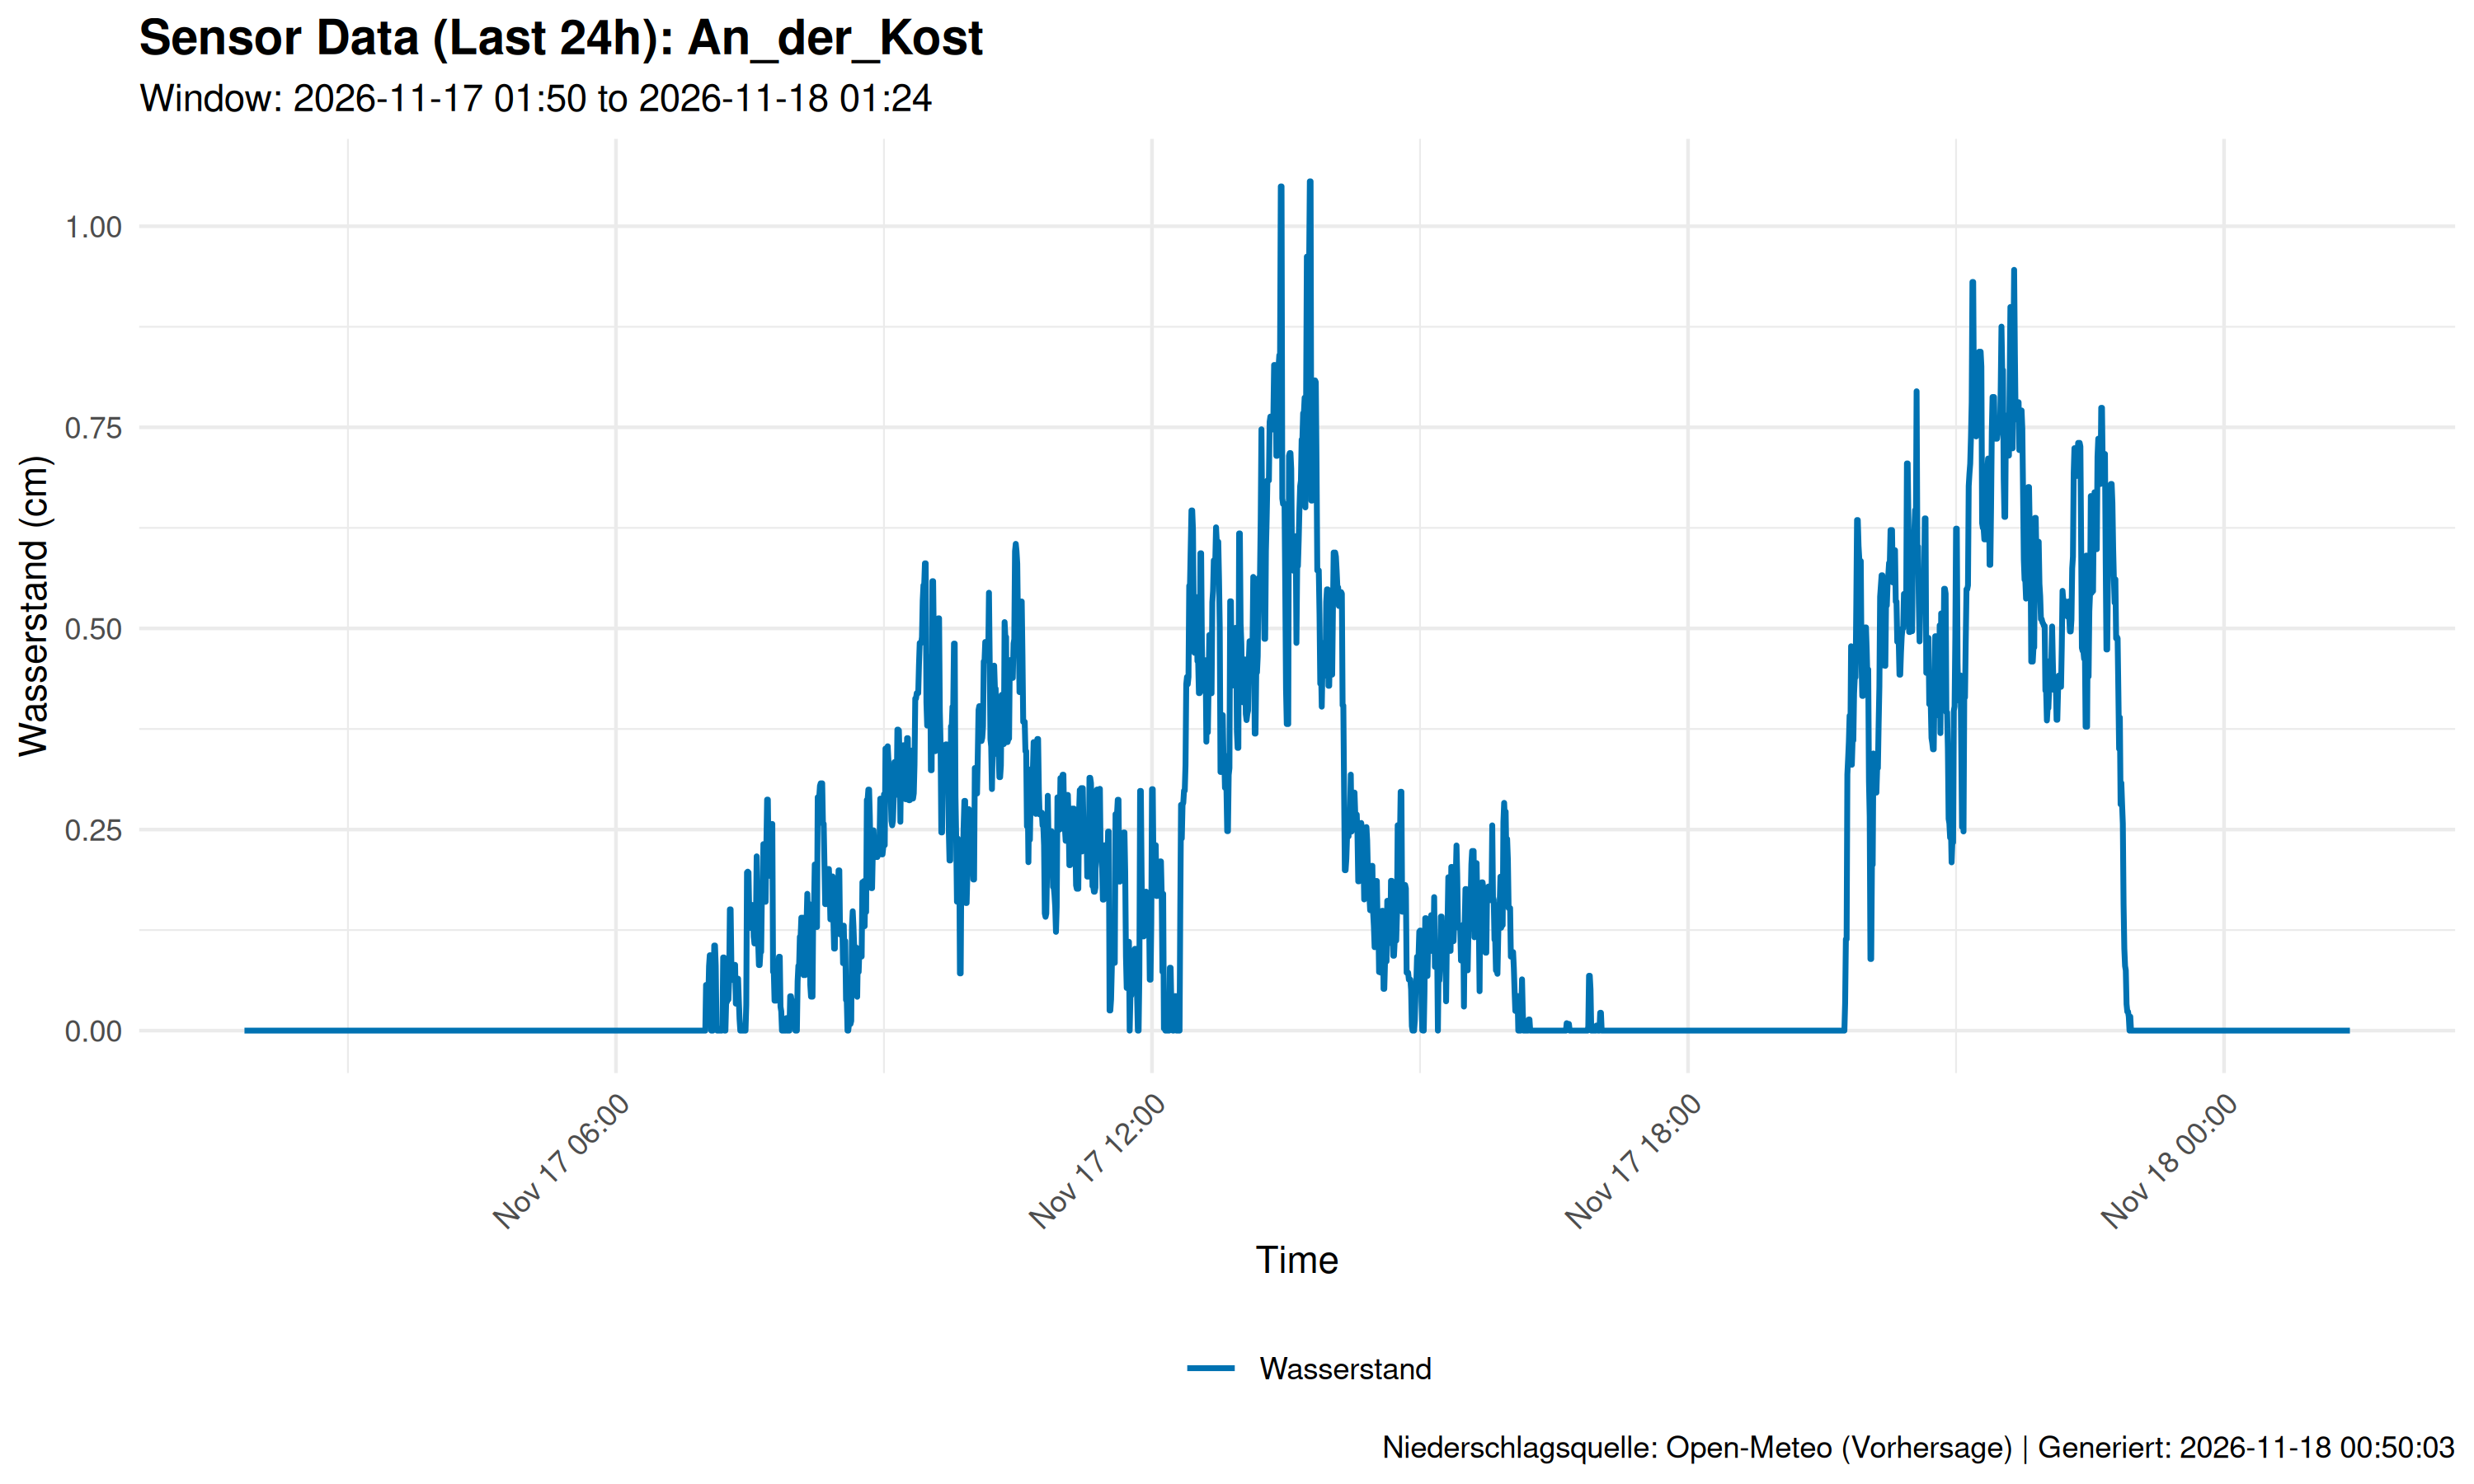 Sensor Data (Last 24h): An_der_Kost
Window: 2026-11-17 01:50 to 2026-11-18 01:24
Wasserstand (cm)
1.00
0.75
0.50
0.25
0.00
Nov 17 06:00
Nov 17 12:00
Nov 17 18:00
Nov 18 00:00
Time
Wasserstand
Niederschlagsquelle: Open-Meteo (Vorhersage) | Generiert: 2026-11-18 00:50:03